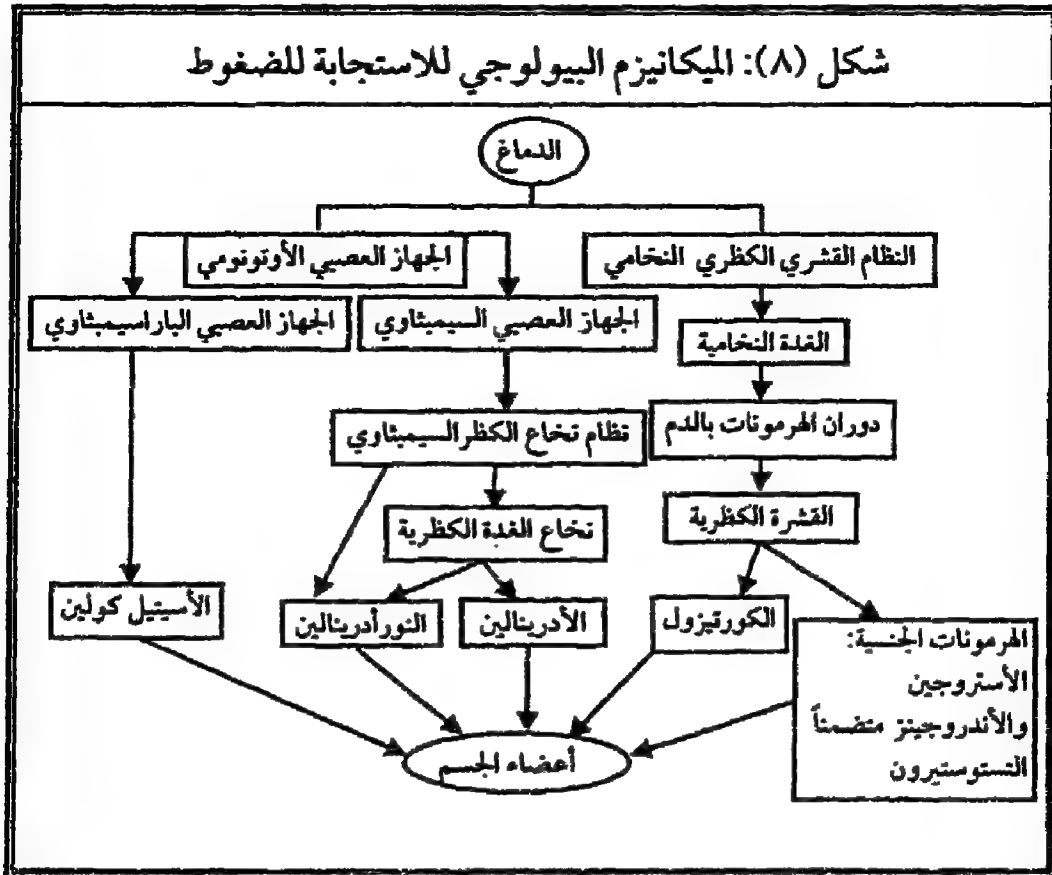 شكل (٨): الميكانيزم البيولوجي للاستجابة للضغوط
الدماغ
النظام القشري الكظري النخامي
الجهاز العصبي الأوتونومي
الغدة النخامية
الجهاز العصبي السيمبثاوي
الجهاز العصبي الباراسيمبثاوي
دوران الهرمونات بالدم
نظام نخاع الكظر السيمبثاوي
القشرة الكظرية
نخاع الغدة الكظرية
الهرمونات الجنسية:
الأستروجين
والأندروجينز متضمناً
التستوستيرون
الكورتيزول
الأدرينالين
النورأدرينالين
الأسيتيل كولين
أعضاء الجسم